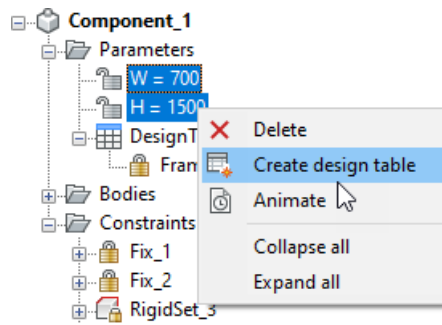 Component_1
Parameters
W = 700
H = 1500
DesignT
Fram
Bodies
Constraints
Fix_1
Fix_2
RigidSet_3
Delete
Create design table
Animate
Collapse all
Expand all